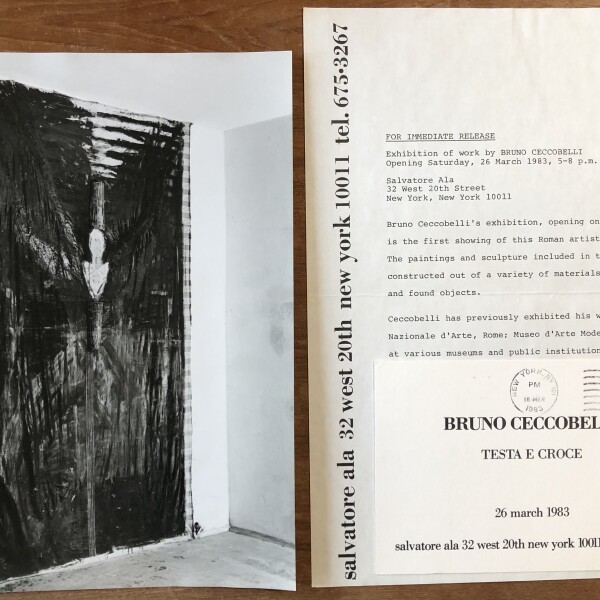 salvatore ala 32 west 20th new york 10011 tel. 675•3267
FOR IMMEDIATE RELEASE
Exhibition of work by BRUNO CECCOBELLI
Opening Saturday, 26 March 1983, 5-8 p.m.
Salvatore Ala
32 West 20th Street
New York, New York 10011
Bruno Ceccobelli's exhibition, opening on
is the first showing of this Roman artist
The paintings and sculpture included in t
constructed out of a variety of materials
and found objects.
Ceccobelli has previously exhibited his w
Nazionale d'Arte, Rome; Museo d'Arte Mode
at various museums and public institution
NEW YORK, NY
PM
1983
BRUNO CECCOBEL
TESTA E CROCE
26 march 1983
salvatore ala 32 west 20th new york 10011